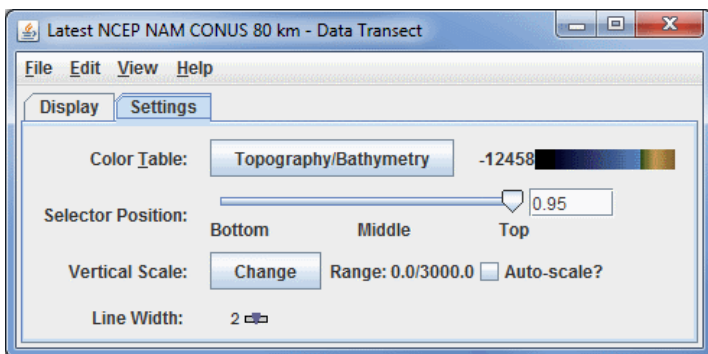 Latest NCEP NAM CONUS 80 km - Data Transect
File Edit View Help
Display Settings
Color Table: Topography/Bathymetry -12458
Selector Position: 0.95
Bottom Middle Top
Vertical Scale: Change Range: 0.0/3000.0 Auto-scale?
Line Width: 2